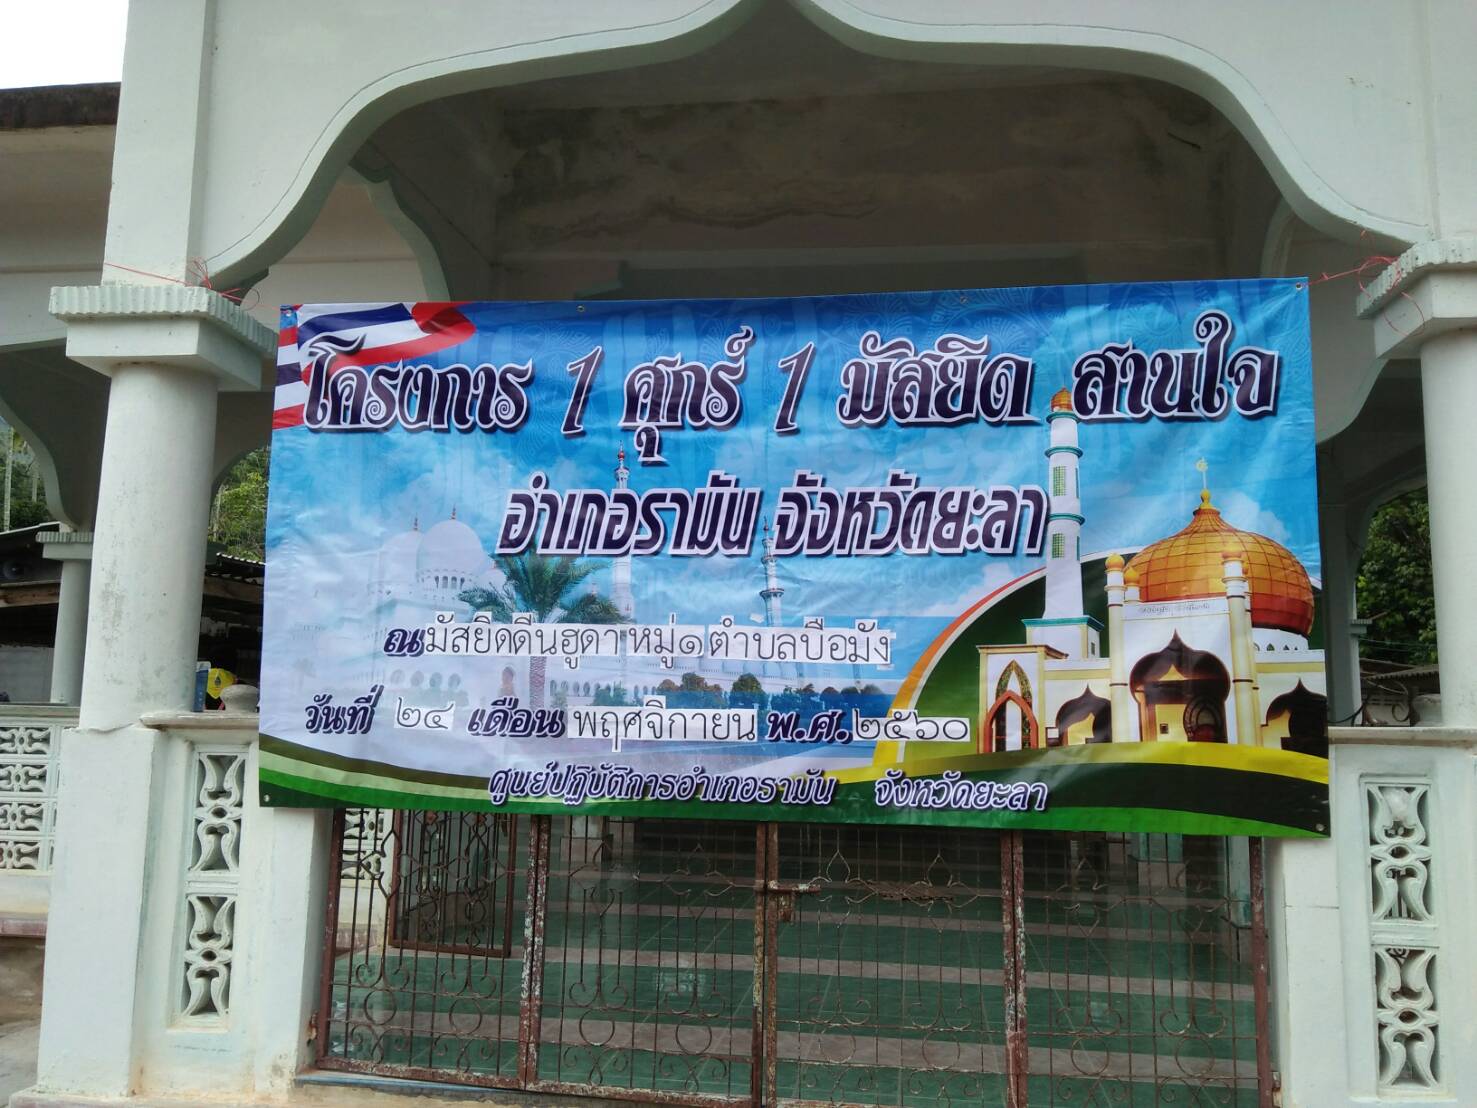 โครงการ 1 ศุกร์ 1 มัสยิด สานใจ
อำเภอรามัน จังหวัดยะลา
ณ มัสยิดดีนฮูดา หมู่๑ ตำบลบือมัง
วันที่ ๒๔ เดือน พฤศจิกายน พ.ศ. ๒๕๖๐
ศูนย์ปฏิบัติการอำเภอรามัน จังหวัดยะลา